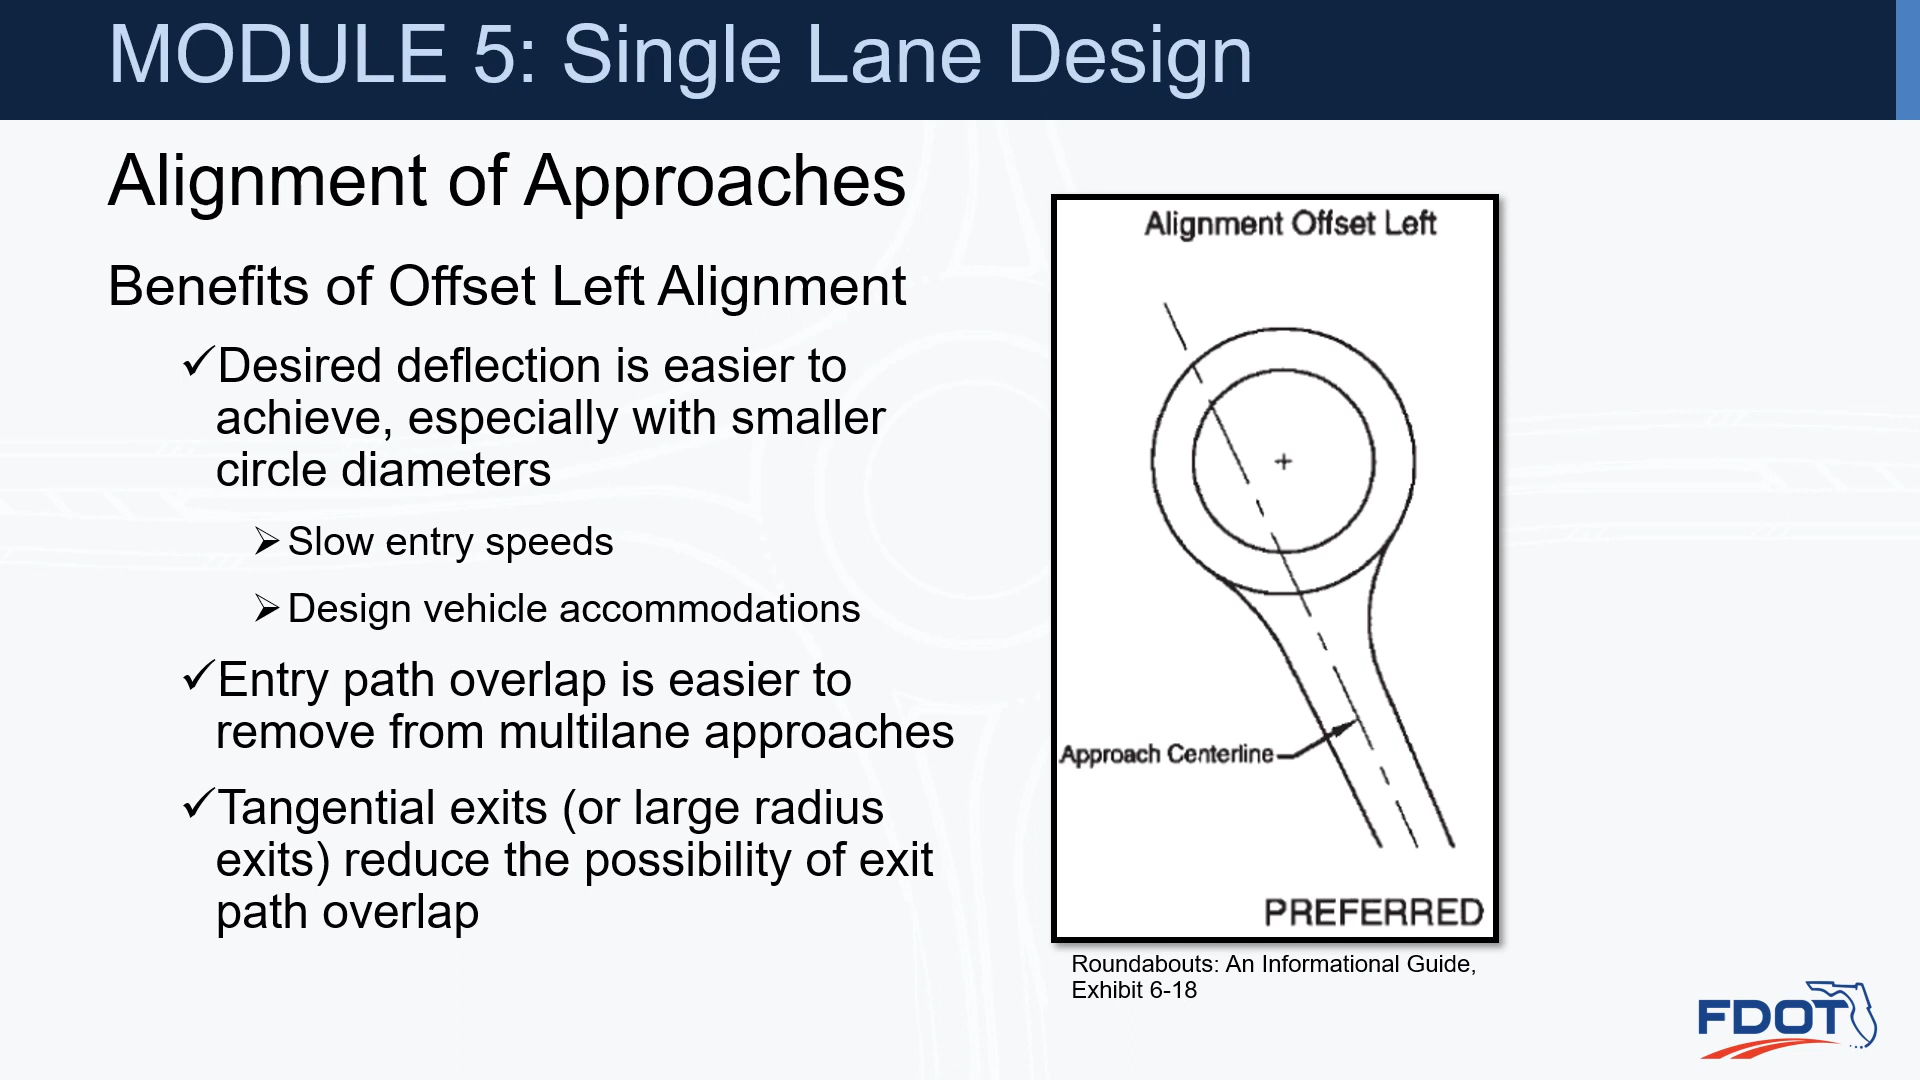 MODULE 5: Single Lane Design
Alignment of Approaches
Benefits of Offset Left Alignment
✓Desired deflection is easier to
achieve, especially with smaller
circle diameters
➢Slow entry speeds
➢Design vehicle accommodations
✓Entry path overlap is easier to
remove from multilane approaches
✓Tangential exits (or large radius
exits) reduce the possibility of exit
path overlap
Alignment Offset Left
Approach Centerline
PREFERRED
Roundabouts: An Informational Guide,
Exhibit 6-18
FDOT